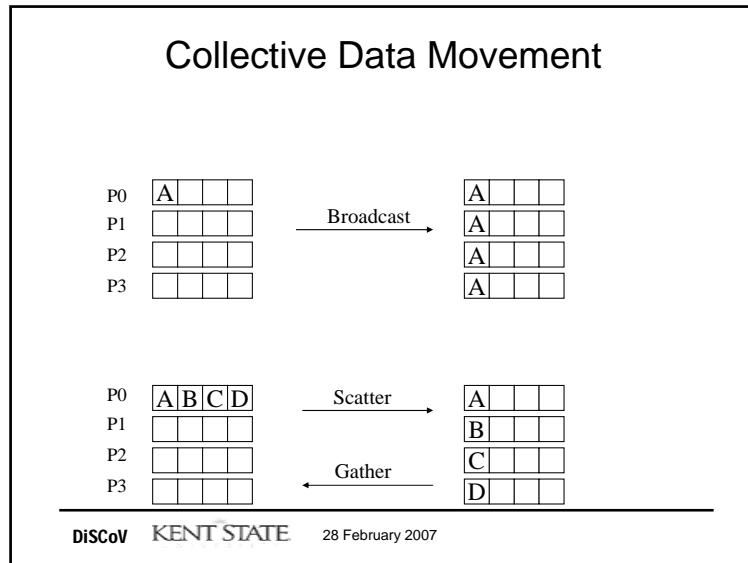 Collective Data Movement
P0 A A
P1 Broadcast A
P2 A
P3 A
P0 A B C D Scatter A
P1 B
P2 Gather C
P3 D
DiSCoV KENT STATE 28 February 2007